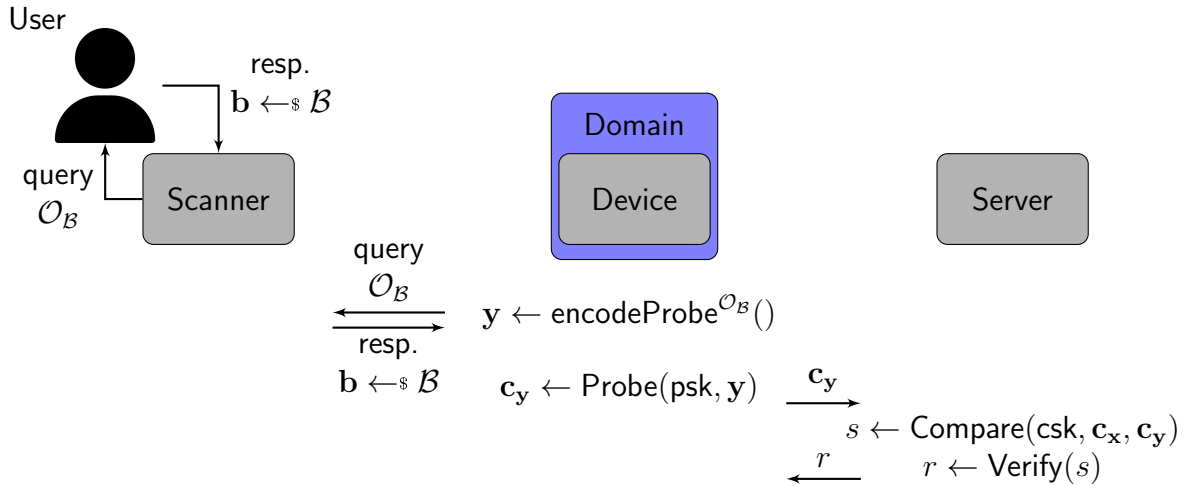 User
resp.
𝐛 ←$ ℬ
query
𝒪_ℬ
Scanner
Domain
Device
Server
query
𝒪_ℬ
resp.
𝐛 ←$ ℬ
𝐲 ← encodeProbe^{𝒪_ℬ}()
𝐜_𝐲 ← Probe(psk, 𝐲)
𝐜_𝐲
s ← Compare(csk, 𝐜_𝐱, 𝐜_𝐲)
r
r ← Verify(s)